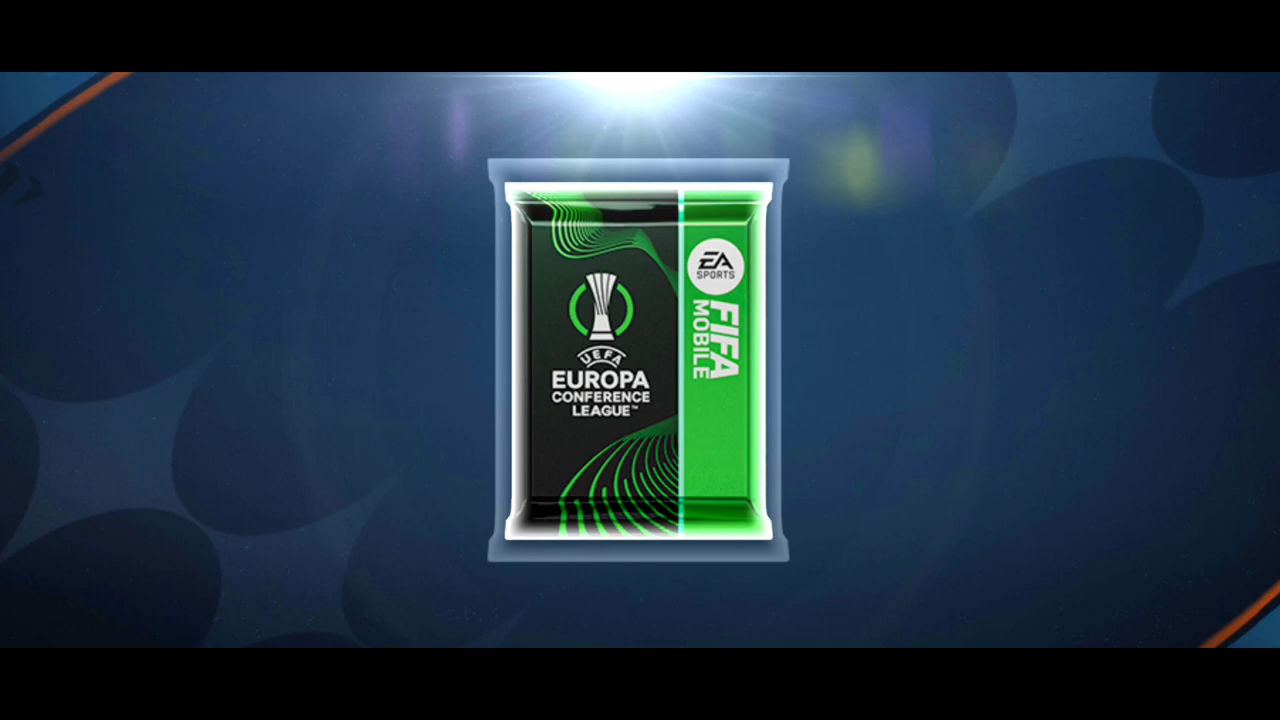 EA
SPORTS
FIFA
MOBILE
UEFA
EUROPA
CONFERENCE
LEAGUE™